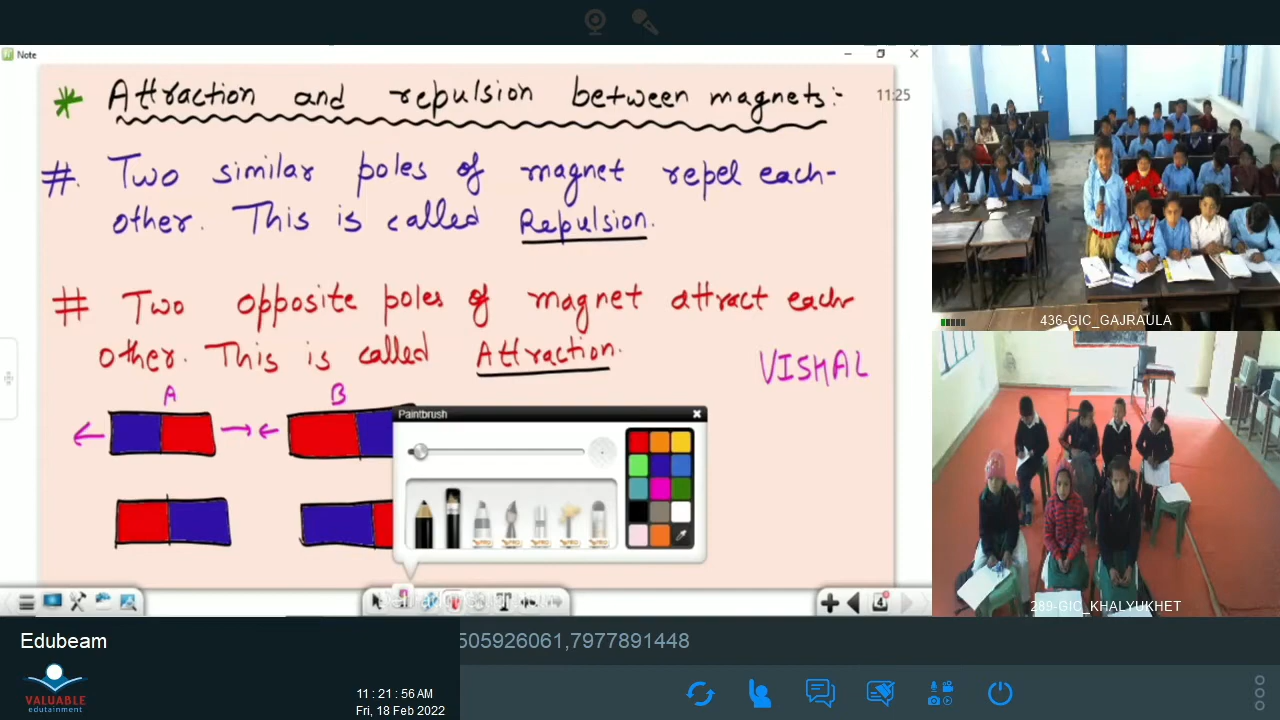 Note
* Attraction and repulsion between magnets:-
11:25
#. Two similar poles of magnet repel each-
other. This is called Repulsion.
# Two opposite poles of magnet attract each
other. This is called Attraction.
VISHAL
A
B
Paintbrush
436-GIC_GAJRAULA
289-GIC_KHALYUKHET
4
Edubeam
505926061,7977891448
VALUABLE
edutainment
11 : 21 : 56 AM
Fri, 18 Feb 2022